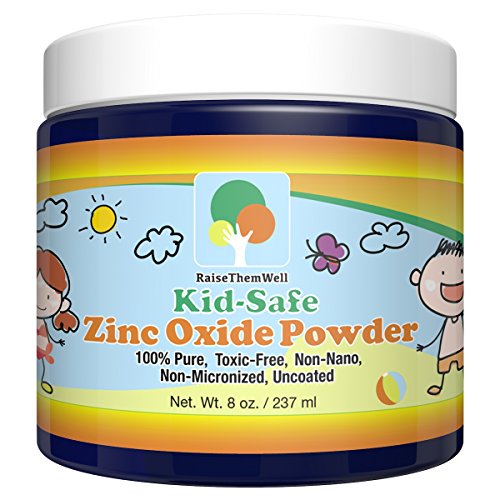 RaiseThemWell
Kid-Safe
Zinc Oxide Powder
100% Pure, Toxic-Free, Non-Nano,
Non-Micronized, Uncoated
Net. Wt. 8 oz. / 237 ml